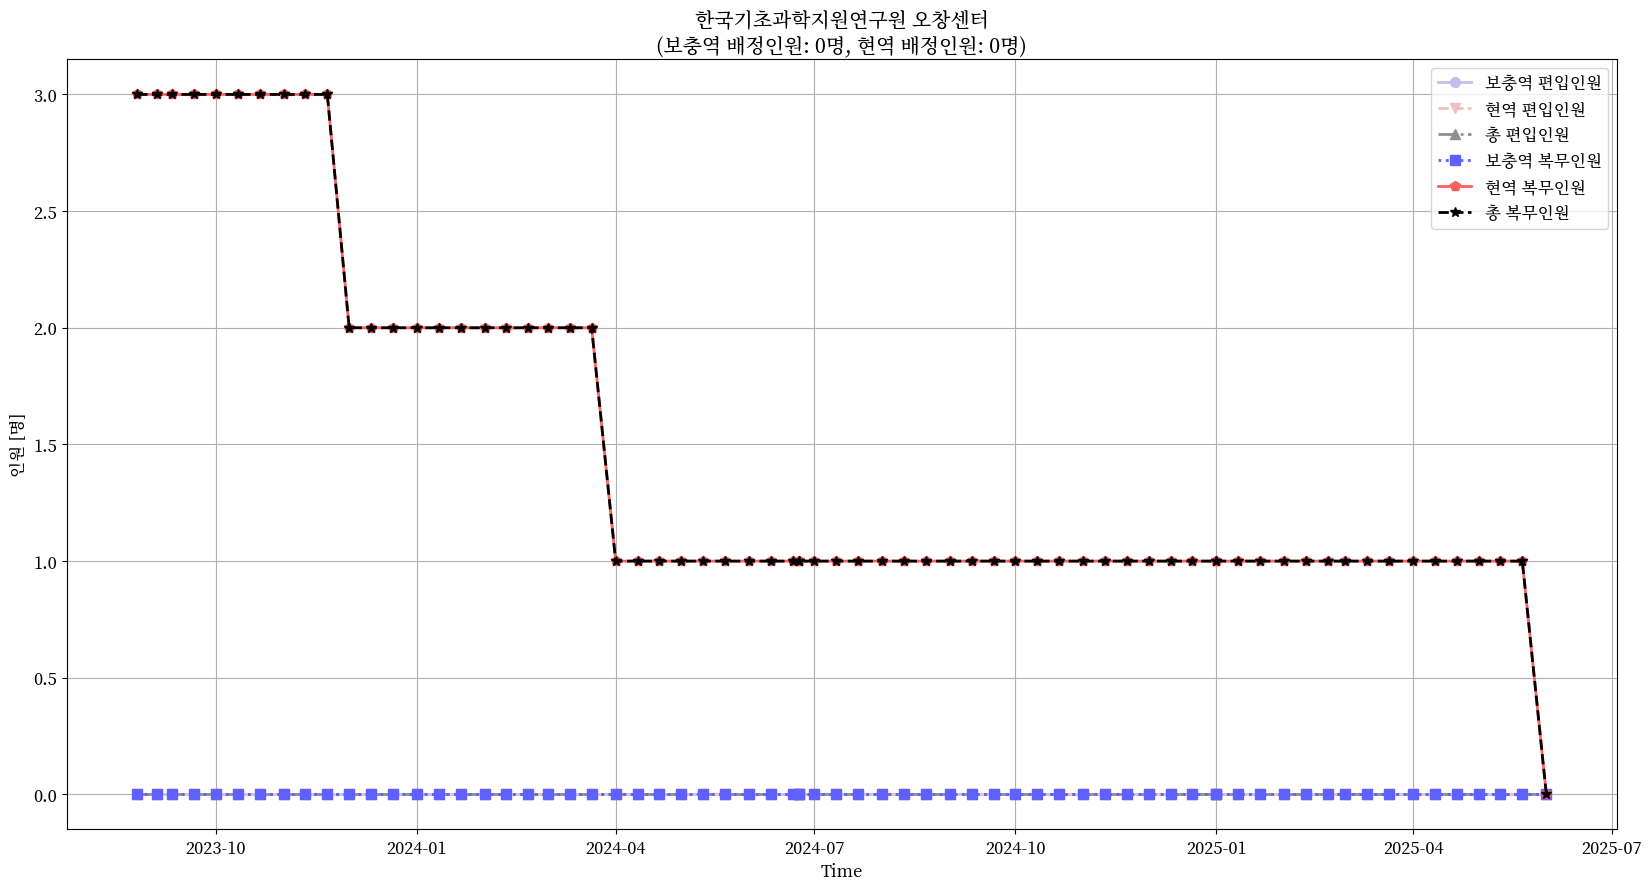 한국기초과학지원연구원 오창센터
(보충역 배정인원: 0명, 현역 배정인원: 0명)
보충역 편입인원
현역 편입인원
총 편입인원
보충역 복무인원
현역 복무인원
총 복무인원
인원 [명]
3.0
2.5
2.0
1.5
1.0
0.5
0.0
2023-10
2024-01
2024-04
2024-07
2024-10
2025-01
2025-04
2025-07
Time